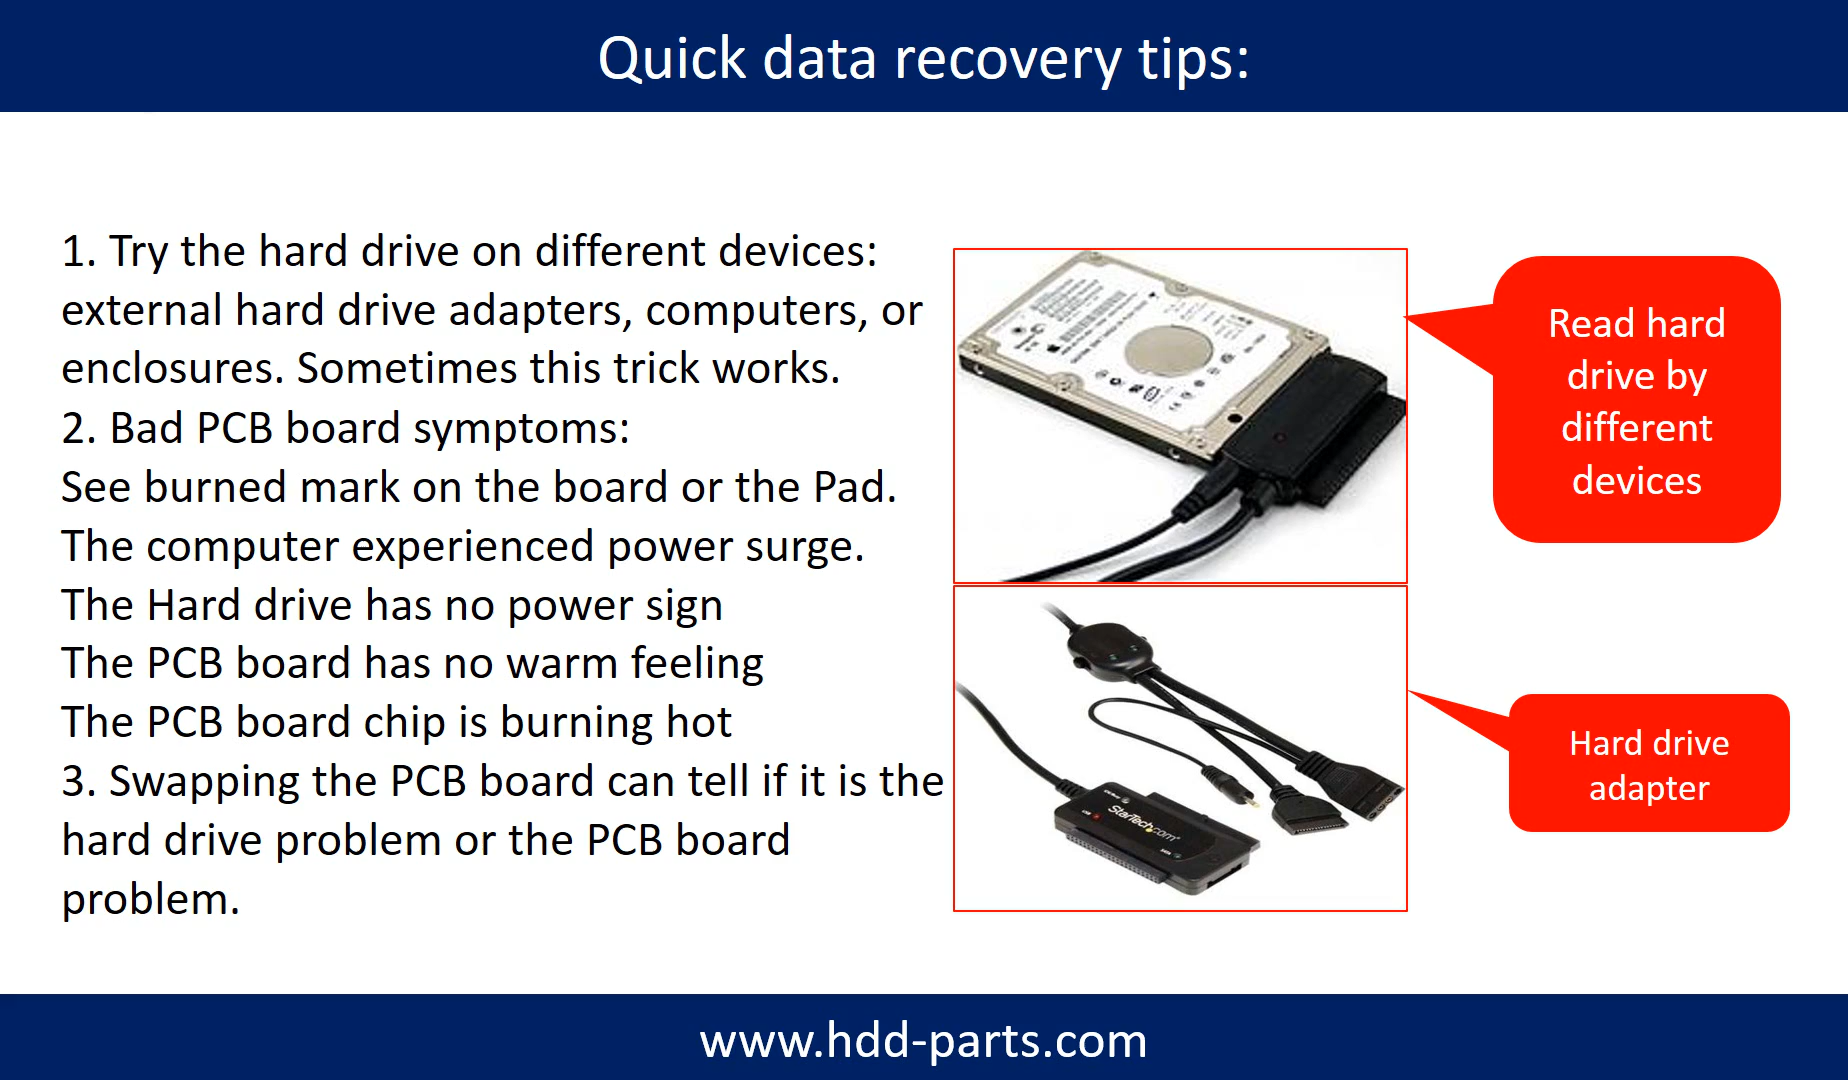 Quick data recovery tips:
1. Try the hard drive on different devices:
external hard drive adapters, computers, or
enclosures. Sometimes this trick works.
2. Bad PCB board symptoms:
See burned mark on the board or the Pad.
The computer experienced power surge.
The Hard drive has no power sign
The PCB board has no warm feeling
The PCB board chip is burning hot
3. Swapping the PCB board can tell if it is the
hard drive problem or the PCB board
problem.
Read hard
drive by
different
devices
StarTech.com
Hard drive
adapter
www.hdd-parts.com